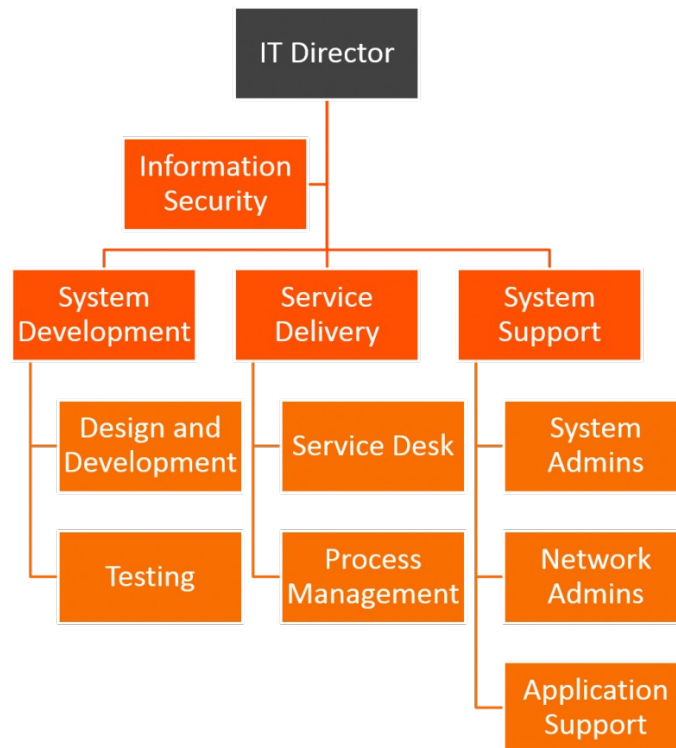 IT Director
Information
Security
System
Development
Service
Delivery
System
Support
Design and
Development
Service Desk
System
Admins
Testing
Process
Management
Network
Admins
Application
Support